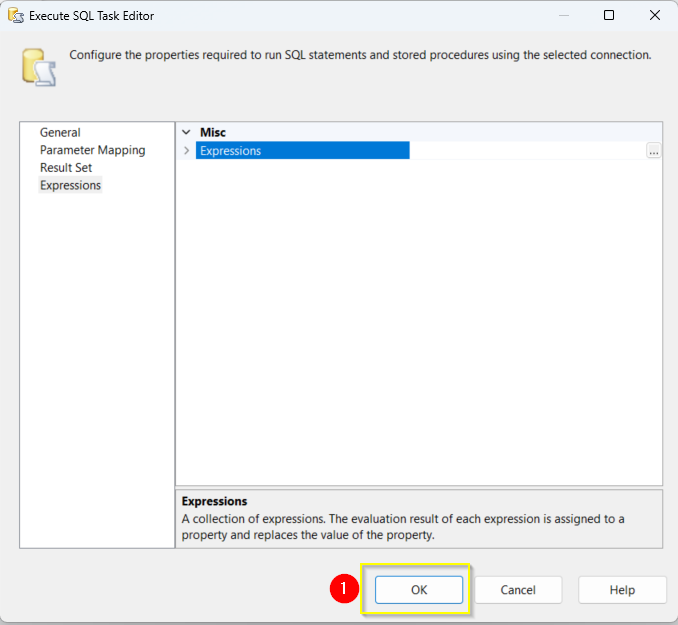 Execute SQL Task Editor
Configure the properties required to run SQL statements and stored procedures using the selected connection.
General
Parameter Mapping
Result Set
Expressions
Misc
Expressions
...
Expressions
A collection of expressions. The evaluation result of each expression is assigned to a
property and replaces the value of the property.
1
OK
Cancel
Help